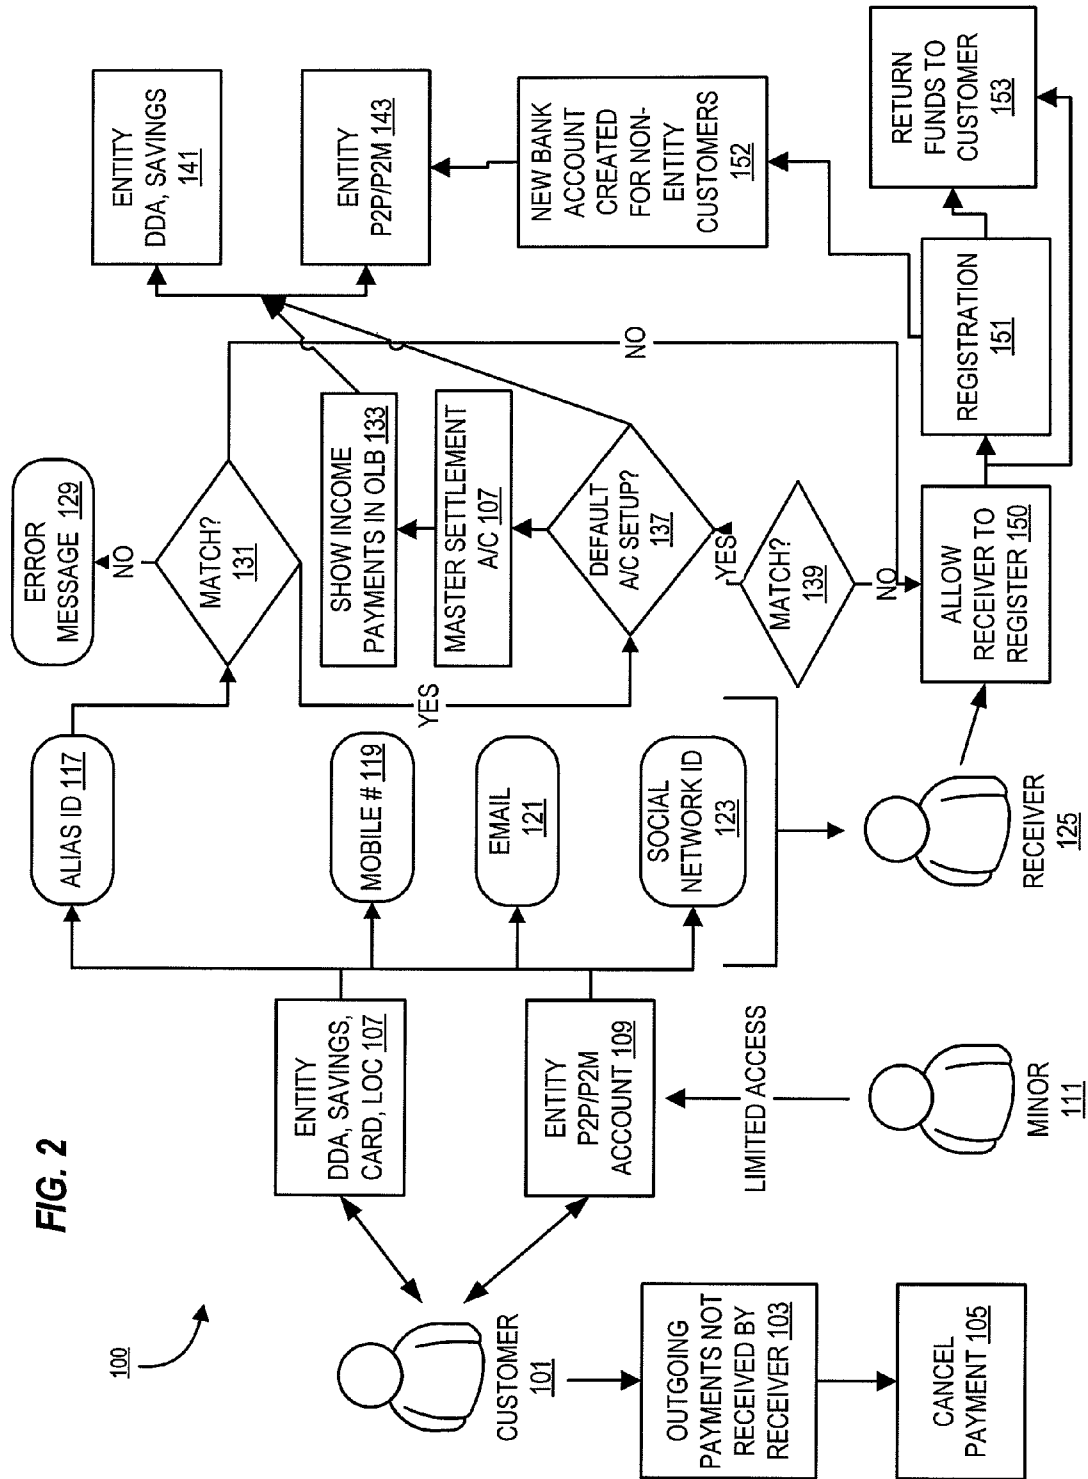 FIG. 2
100
CUSTOMER
101
OUTGOING
PAYMENTS NOT
RECEIVED BY
RECEIVER 103
CANCEL
PAYMENT 105
ENTITY
DDA, SAVINGS,
CARD, LOC 107
ENTITY
P2P/P2M
ACCOUNT 109
LIMITED ACCESS
MINOR
111
ALIAS ID 117
MOBILE # 119
EMAIL
121
SOCIAL
NETWORK ID
123
RECEIVER
125
ERROR
MESSAGE 129
NO
MATCH?
131
YES
NO
SHOW INCOME
PAYMENTS IN OLB 133
MASTER SETTLEMENT
A/C 107
DEFAULT
A/C SETUP?
137
YES
MATCH?
139
NO
ALLOW
RECEIVER TO
REGISTER 150
ENTITY
DDA, SAVINGS
141
ENTITY
P2P/P2M 143
NEW BANK
ACCOUNT
CREATED
FOR NON-
ENTITY
CUSTOMERS
152
REGISTRATION
151
RETURN
FUNDS TO
CUSTOMER
153